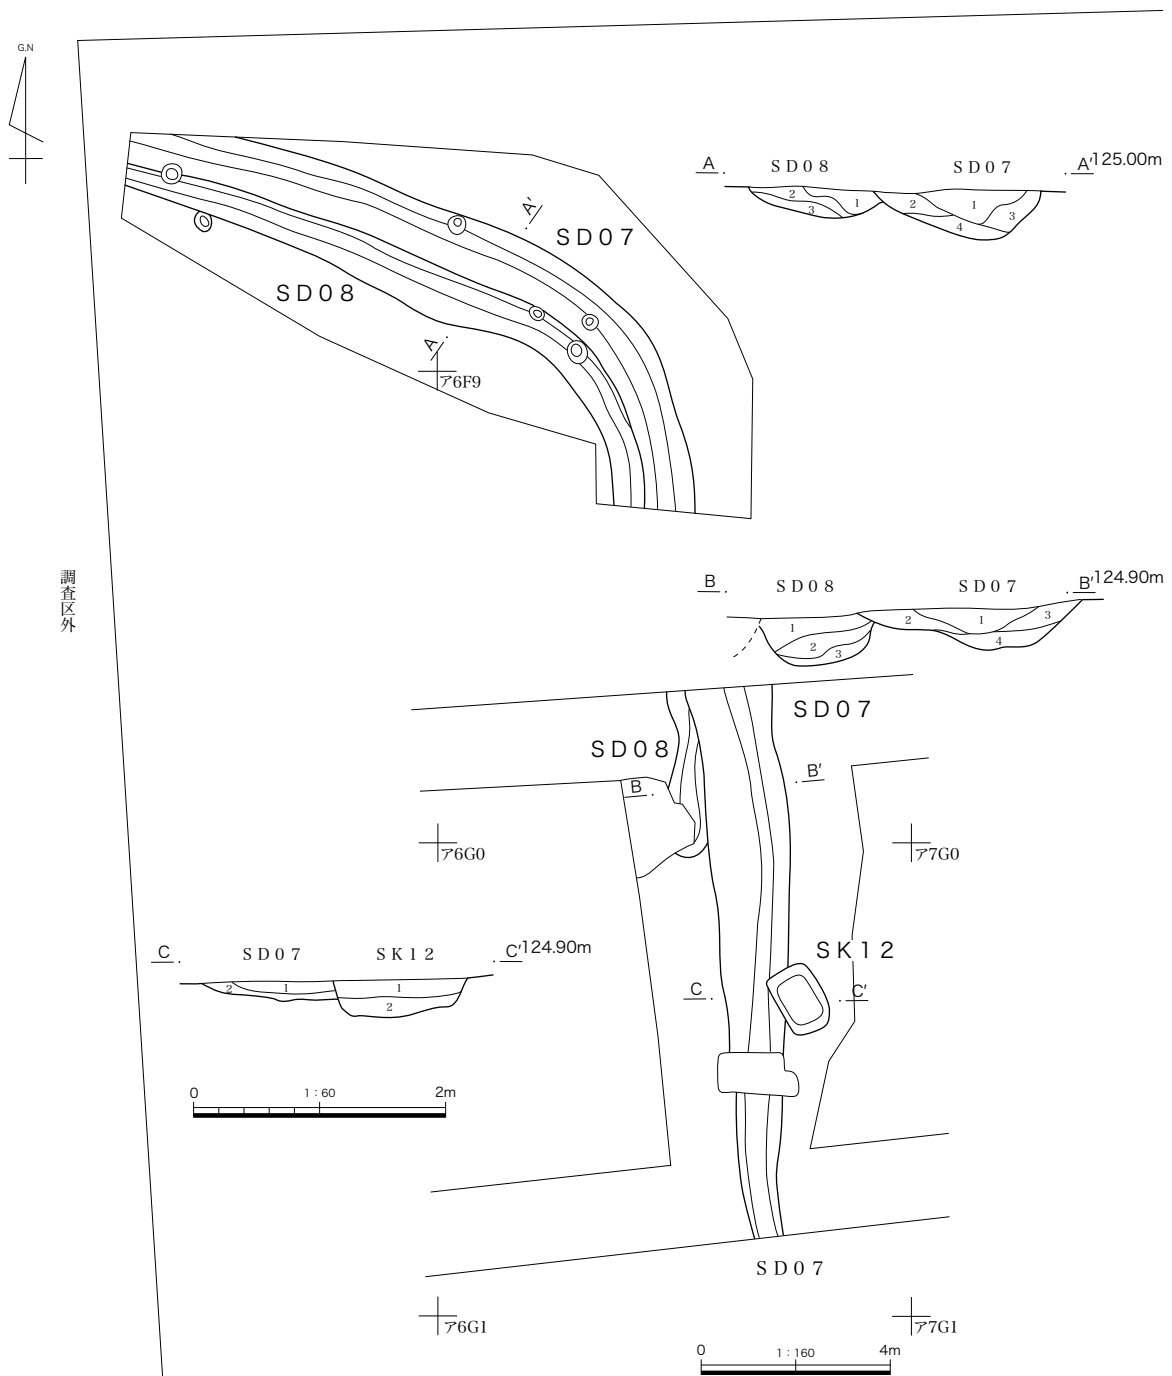 G.N
A SD08 SD07 A′ 125.00m
2 1 3 2 1 3 4
A′
SD07
SD08
A
ア6F9
調査区外
B SD08 SD07 B′ 124.90m
1 2 3 2 1 3 4
SD07
SD08
B′
B
ア6G0
ア7G0
SK12
C SD07 SK12 C′ 124.90m
2 1 1 2
C
C′
0 1:60 2m
SD07
ア6G1
ア7G1
0 1:160 4m